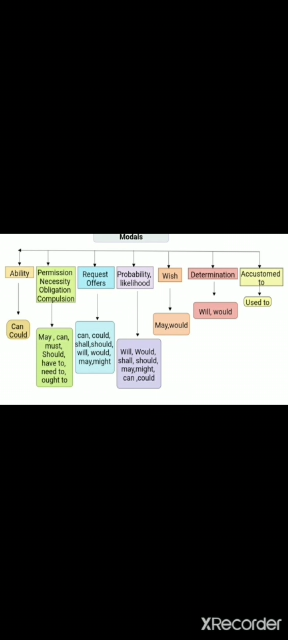 Modals
Ability
Can
Could
Permission
Necessity
Obligation
Compulsion
May , can,
must,
Should,
have to,
need to,
ought to
Request
Offers
can, could,
shall,should,
will, would,
may,might
Probability,
likelihood
Will, Would,
shall, should,
may,might,
can ,could
Wish
May,would
Determination
Will, would
Accustomed
to
Used to
XRecorder